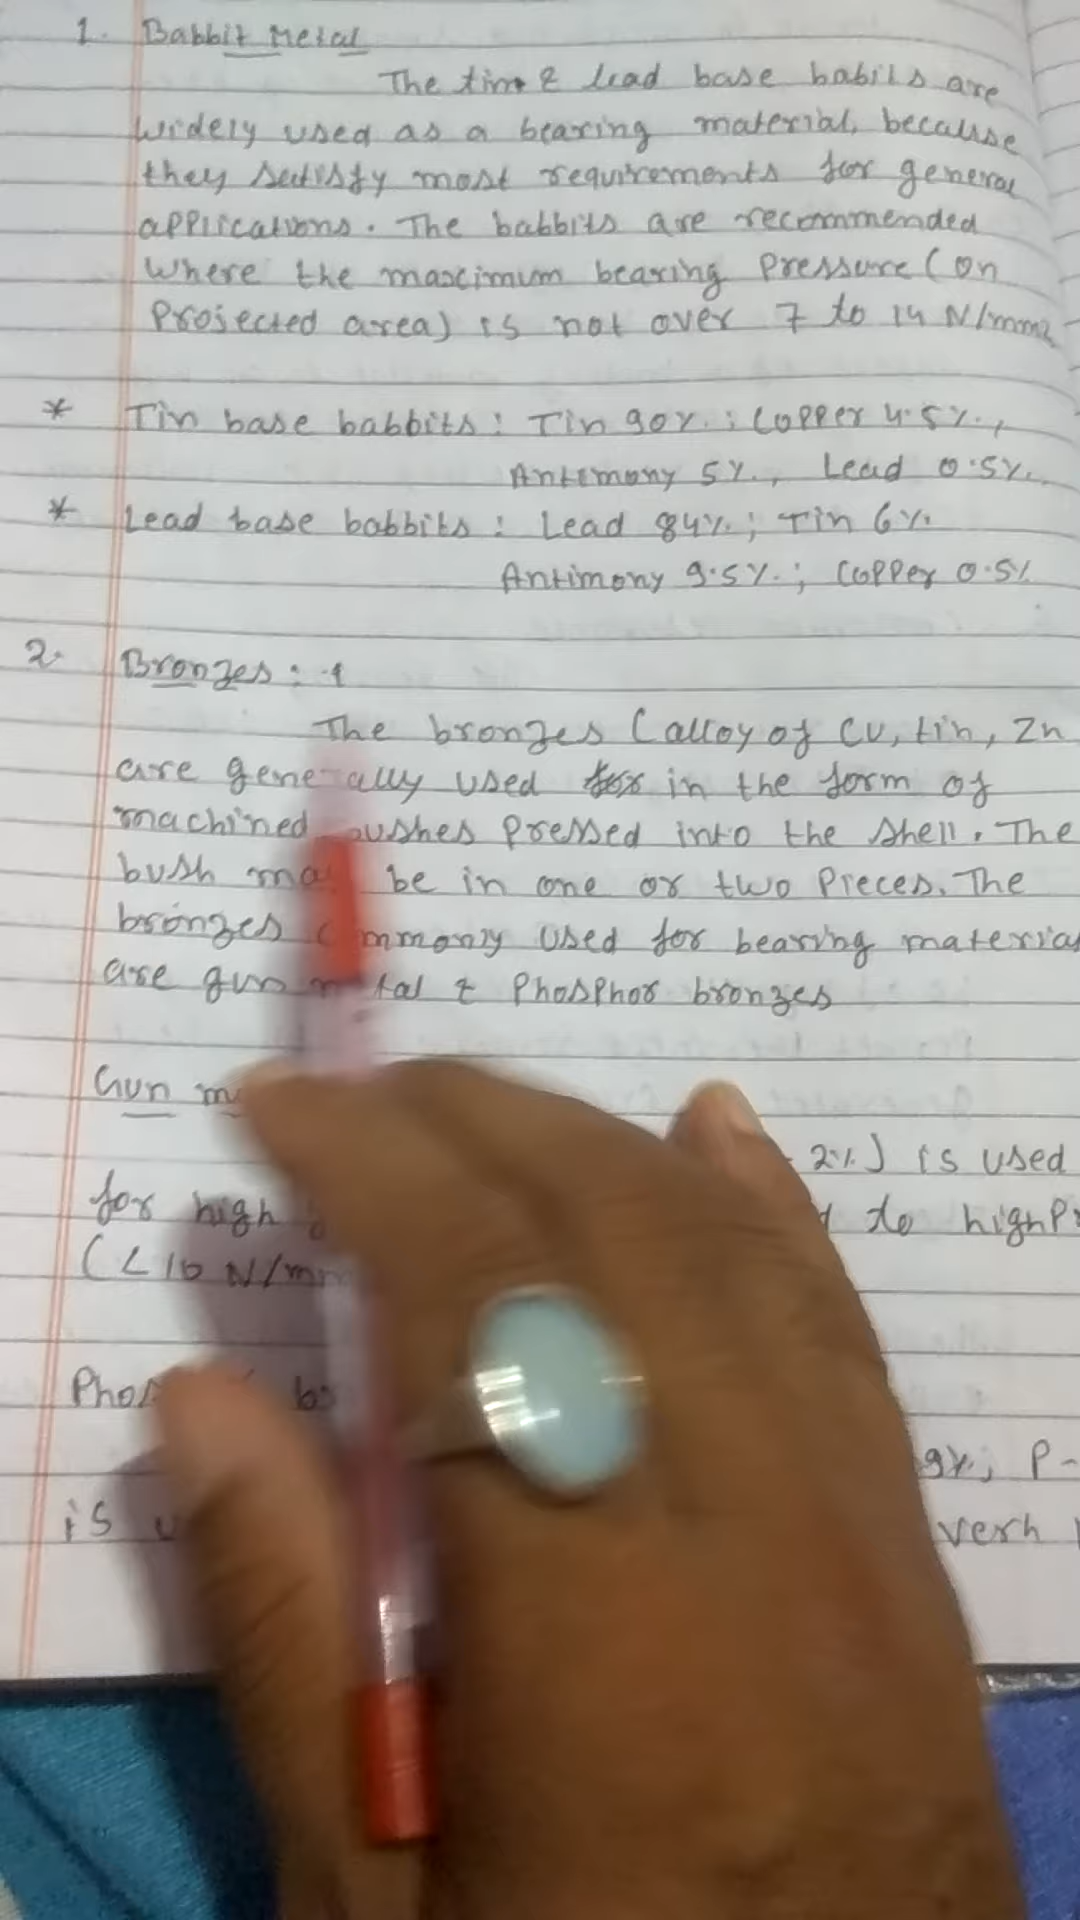 1. Babbit Metal
The tin & lead base babils are
widely used as a bearing material, because
they satisfy most requirements for general
applications. The babbits are recommended
where the maximum bearing pressure (on
Projected area) is not over 7 to 14 N/mm2
* Tin base babbits: Tin 90%.; Copper 4.5%.,
Antimony 5%., Lead 0.5%.
* Lead base babbits: Lead 84%.; Tin 6%.
Antimony 9.5%.; Copper 0.5%
2. Bronzes :-1
The bronzes (alloy of Cu, tin, Zn
are generally used in the form of
machined bushes pressed into the shell. The
bush may be in one or two Pieces. The
bronzes commonly used for bearing material
are gun metal & Phosphor bronzes
Gun
2%.) is used
for high to high
(<10 N/mm
9%; P-
is